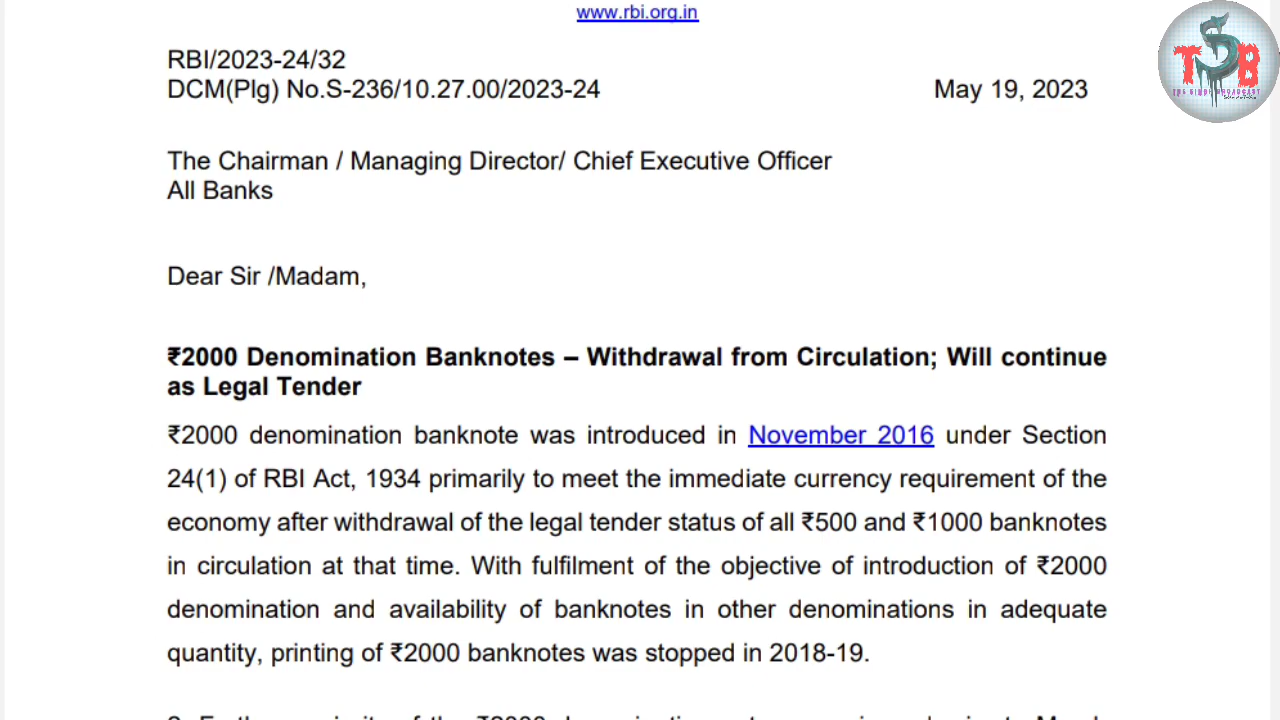 www.rbi.org.in
RBI/2023-24/32
DCM(Plg) No.S-236/10.27.00/2023-24 May 19, 2023
TSB
The Chairman / Managing Director/ Chief Executive Officer
All Banks
Dear Sir /Madam,
₹2000 Denomination Banknotes – Withdrawal from Circulation; Will continue
as Legal Tender
₹2000 denomination banknote was introduced in November 2016 under Section
24(1) of RBI Act, 1934 primarily to meet the immediate currency requirement of the
economy after withdrawal of the legal tender status of all ₹500 and ₹1000 banknotes
in circulation at that time. With fulfilment of the objective of introduction of ₹2000
denomination and availability of banknotes in other denominations in adequate
quantity, printing of ₹2000 banknotes was stopped in 2018-19.